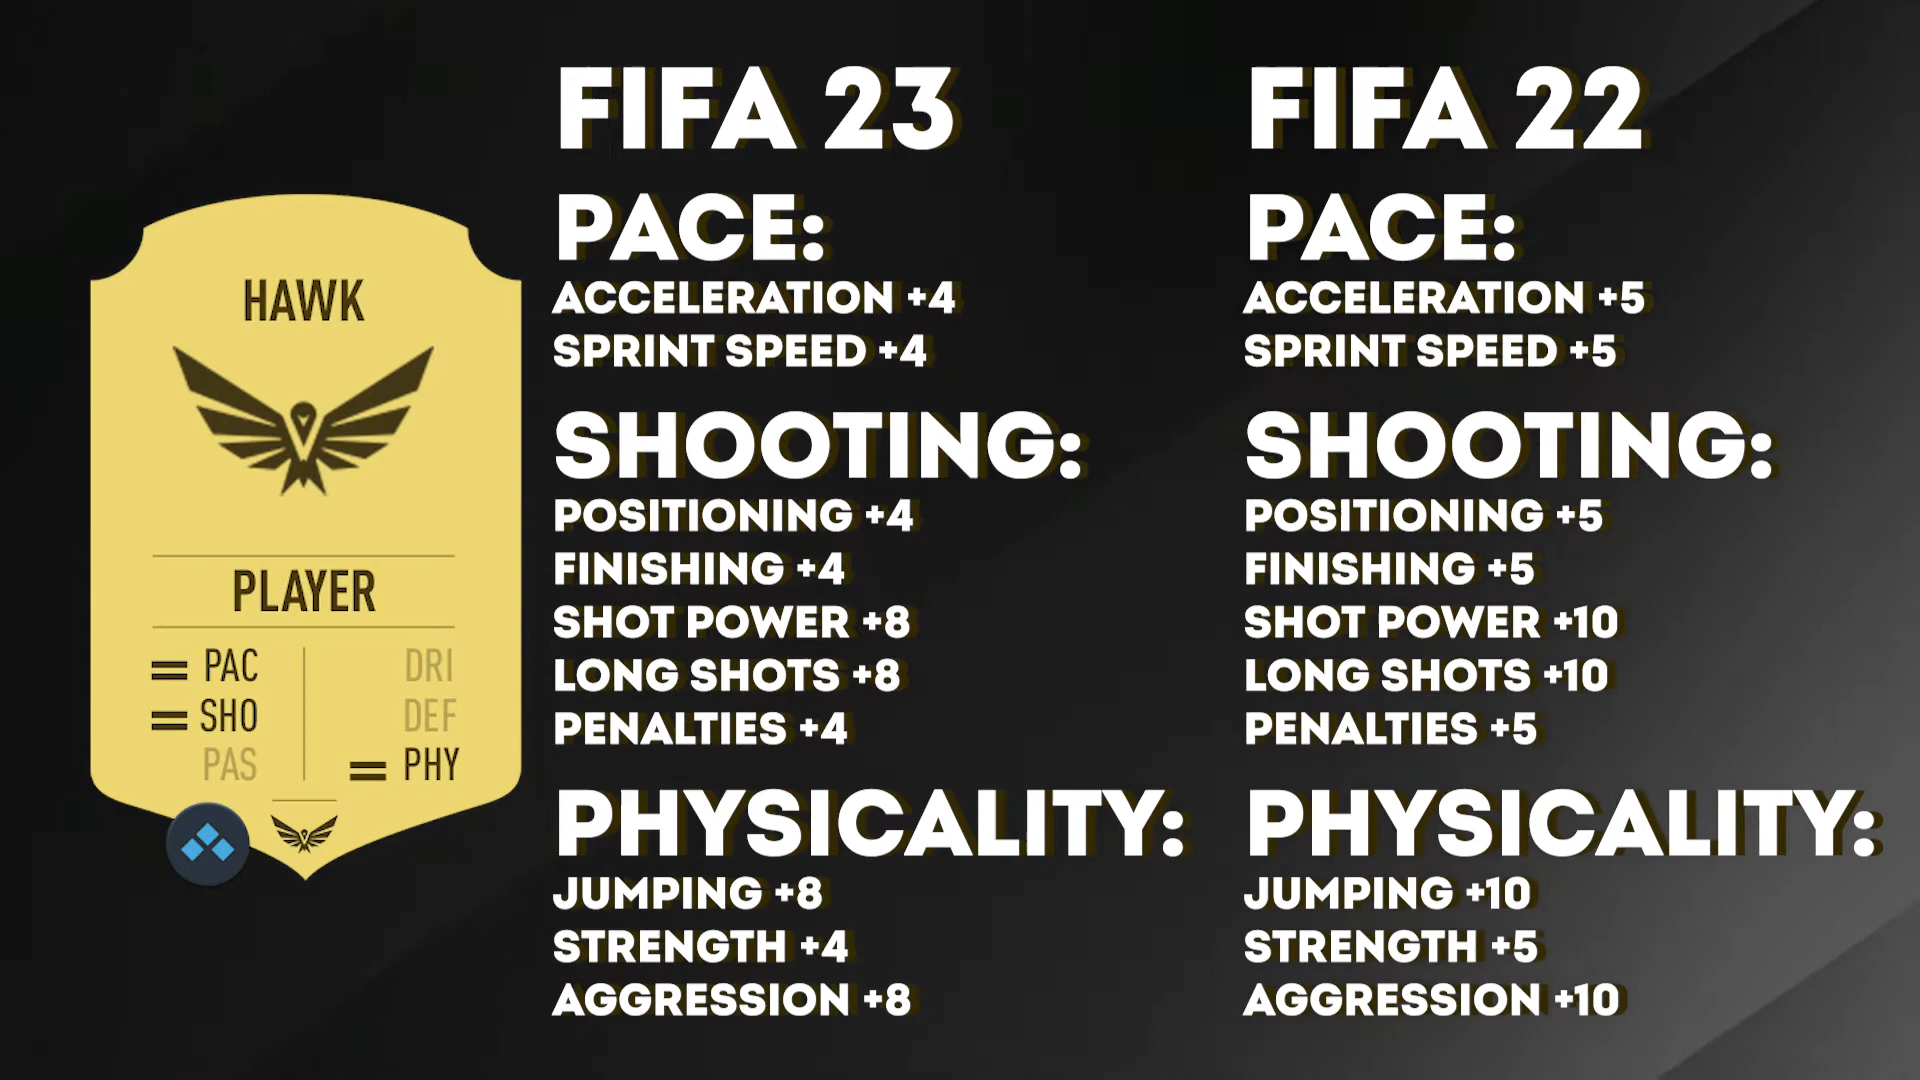 HAWK
PLAYER
PAC
DRI
SHO
DEF
PAS
PHY
FIFA 23
PACE:
ACCELERATION +4
SPRINT SPEED +4
SHOOTING:
POSITIONING +4
FINISHING +4
SHOT POWER +8
LONG SHOTS +8
PENALTIES +4
PHYSICALITY:
JUMPING +8
STRENGTH +4
AGGRESSION +8
FIFA 22
PACE:
ACCELERATION +5
SPRINT SPEED +5
SHOOTING:
POSITIONING +5
FINISHING +5
SHOT POWER +10
LONG SHOTS +10
PENALTIES +5
PHYSICALITY:
JUMPING +10
STRENGTH +5
AGGRESSION +10